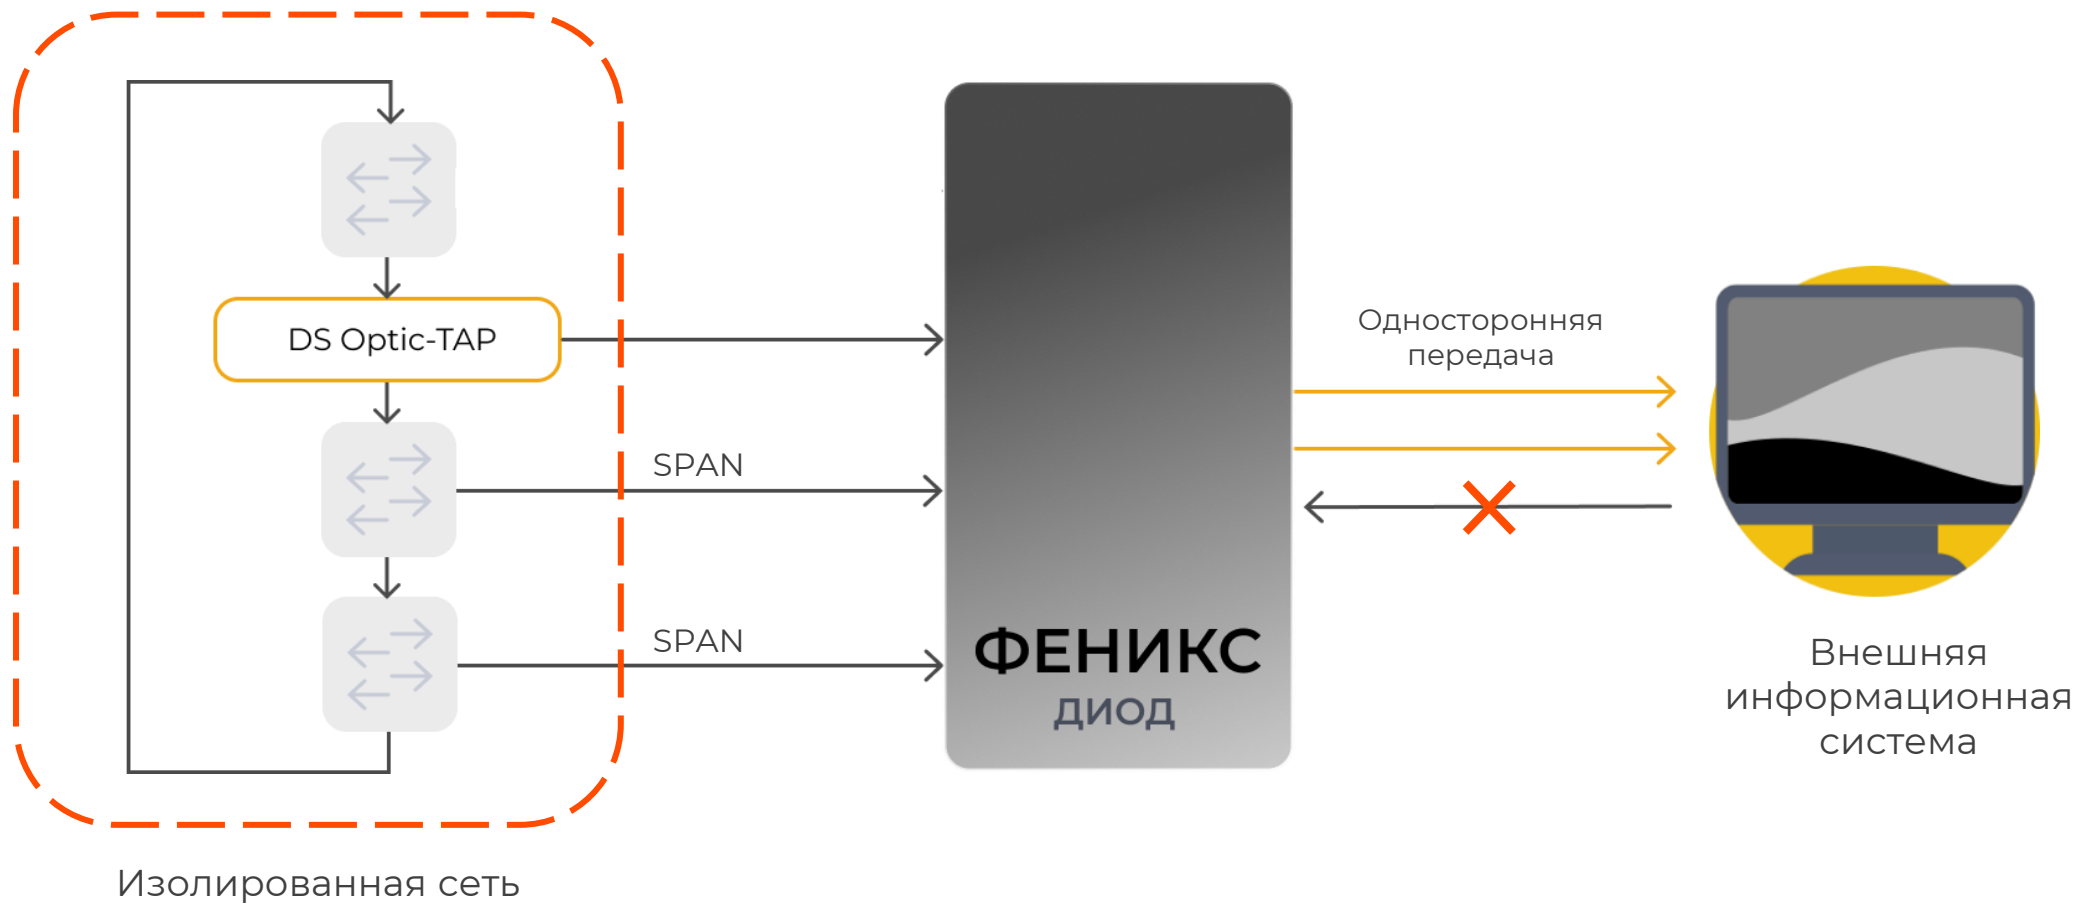 DS Optic-TAP
SPAN
SPAN
Изолированная сеть
ФЕНИКС
ДИОД
Односторонняя
передача
Внешняя
информационная
система